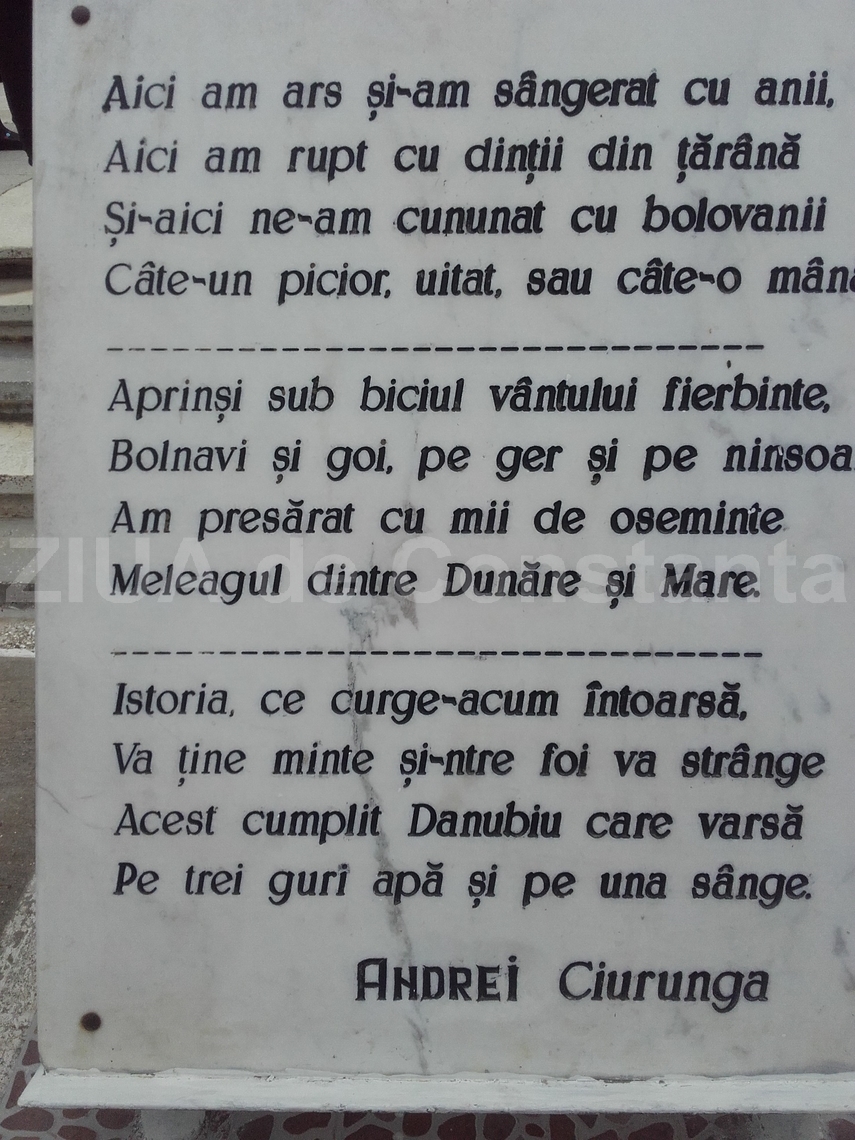 Aici am ars și-am sângerat cu anii,
Aici am rupt cu dinții din țărână
Și-aici ne-am cununat cu bolovanii
Câte-un picior, uitat, sau câte-o mână
Aprinși sub biciul vântului fierbinte,
Bolnavi și goi, pe ger și pe
Am presărat cu mii de oseminte
ZIUA de Constanta
Meleagul dintre Dunăre și Mare.
Istoria, ce curge-acum întoarsă,
Va ține minte și-ntre foi va strânge
Acest cumplit Danubiu care varsă
Pe trei guri apă și pe una sânge.
ANDREI Ciurunga